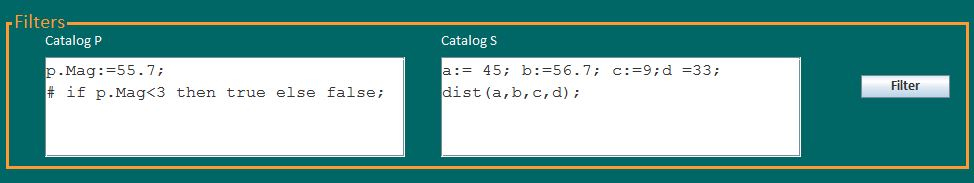 Filters
Catalog P
p.Mag:=55.7;
# if p.Mag<3 then true else false;
Catalog S
a:= 45; b:=56.7; c:=9;d =33;
dist(a,b,c,d);
Filter